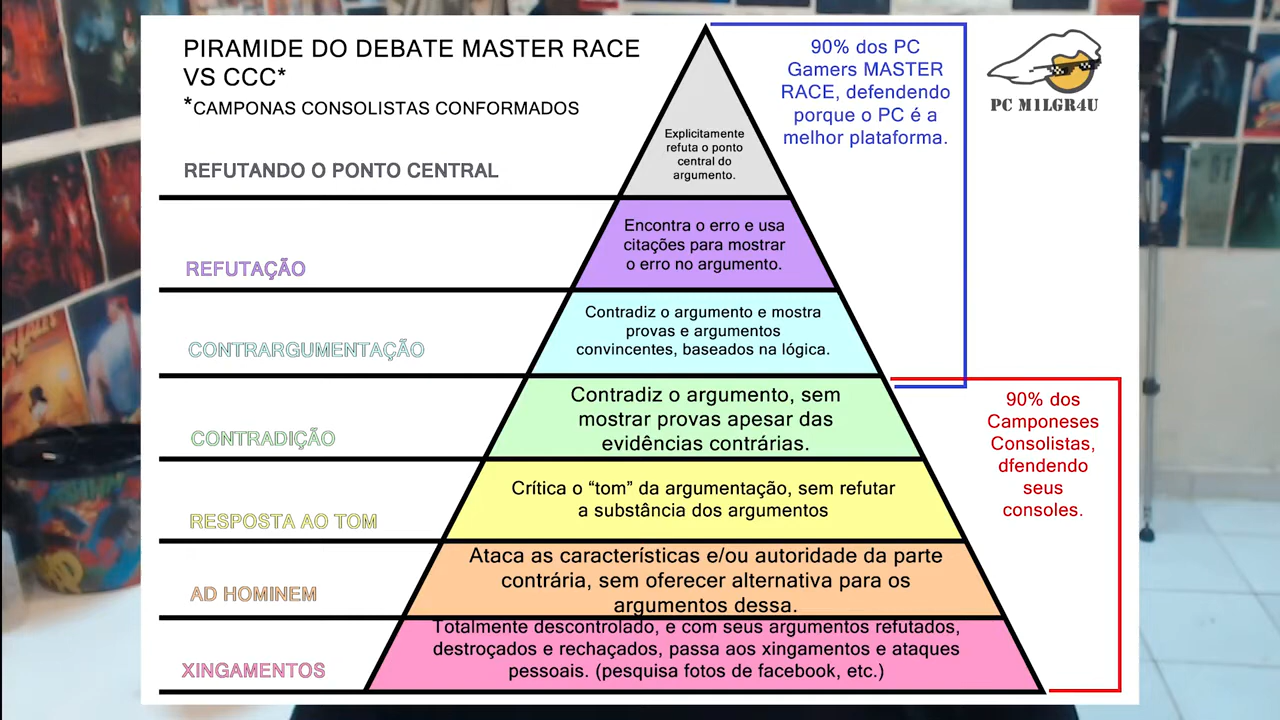 PIRAMIDE DO DEBATE MASTER RACE
VS CCC*
*CAMPONAS CONSOLISTAS CONFORMADOS
90% dos PC
Gamers MASTER
RACE, defendendo
porque o PC é a
melhor plataforma.
PC M1LGR4U
REFUTANDO O PONTO CENTRAL
Explicitamente
refuta o ponto
central do
argumento.
REFUTAÇÃO
Encontra o erro e usa
citações para mostrar
o erro no argumento.
CONTRARGUMENTAÇÃO
Contradiz o argumento e mostra
provas e argumentos
convincentes, baseados na lógica.
CONTRADIÇÃO
Contradiz o argumento, sem
mostrar provas apesar das
evidências contrárias.
90% dos
Camponeses
Consolistas,
dfendendo
seus
consoles.
RESPOSTA AO TOM
Crítica o “tom” da argumentação, sem refutar
a substância dos argumentos
AD HOMINEM
Ataca as características e/ou autoridade da parte
contrária, sem oferecer alternativa para os
argumentos dessa.
XINGAMENTOS
Totalmente descontrolado, e com seus argumentos refutados,
destroçados e rechaçados, passa aos xingamentos e ataques
pessoais. (pesquisa fotos de facebook, etc.)